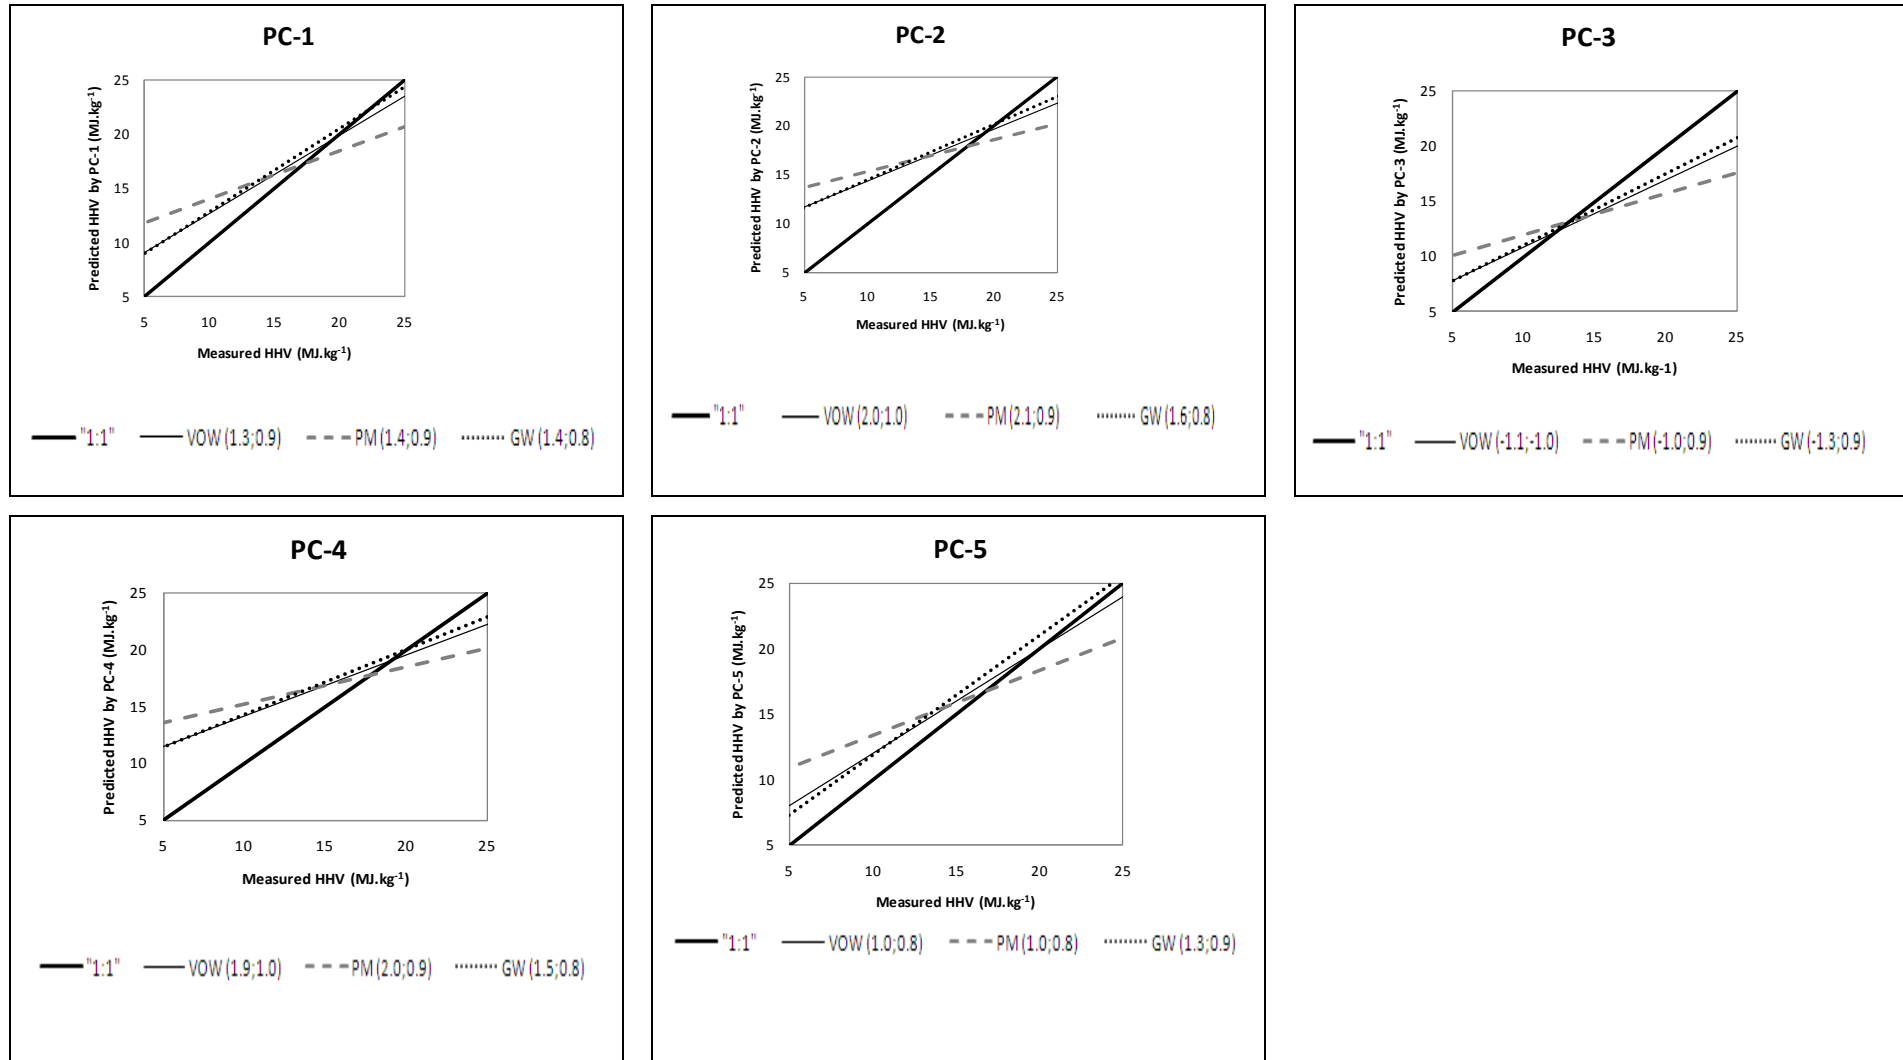 PC-1
Predicted HHV by PC-1 (MJ.kg-1)
25
20
15
10
5
5 10 15 20 25
Measured HHV (MJ.kg-1)
"1:1" VOW (1.3;0.9) PM (1.4;0.9) GW (1.4;0.8)
PC-2
Predicted HHV by PC-2 (MJ.kg-1)
25
20
15
10
5
5 10 15 20 25
Measured HHV (MJ.kg-1)
"1:1" VOW (2.0;1.0) PM (2.1;0.9) GW (1.6;0.8)
PC-3
Predicted HHV by PC-3 (MJ.kg-1)
25
20
15
10
5
5 10 15 20 25
Measured HHV (MJ.kg-1)
"1:1" VOW (-1.1;-1.0) PM (-1.0;0.9) GW (-1.3;0.9)
PC-4
Predicted HHV by PC-4 (MJ.kg-1)
25
20
15
10
5
5 10 15 20 25
Measured HHV (MJ.kg-1)
"1:1" VOW (1.9;1.0) PM (2.0;0.9) GW (1.5;0.8)
PC-5
Predicted HHV by PC-5 (MJ.kg-1)
25
20
15
10
5
5 10 15 20 25
Measured HHV (MJ.kg-1)
"1:1" VOW (1.0;0.8) PM (1.0;0.8) GW (1.3;0.9)